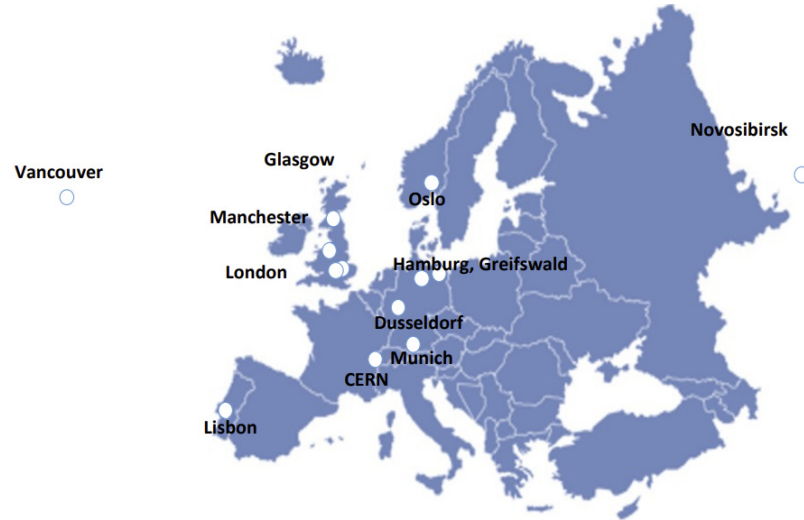 Novosibirsk
Glasgow
Vancouver
Oslo
Manchester
London
Hamburg, Greifswald
Dusseldorf
Munich
CERN
Lisbon